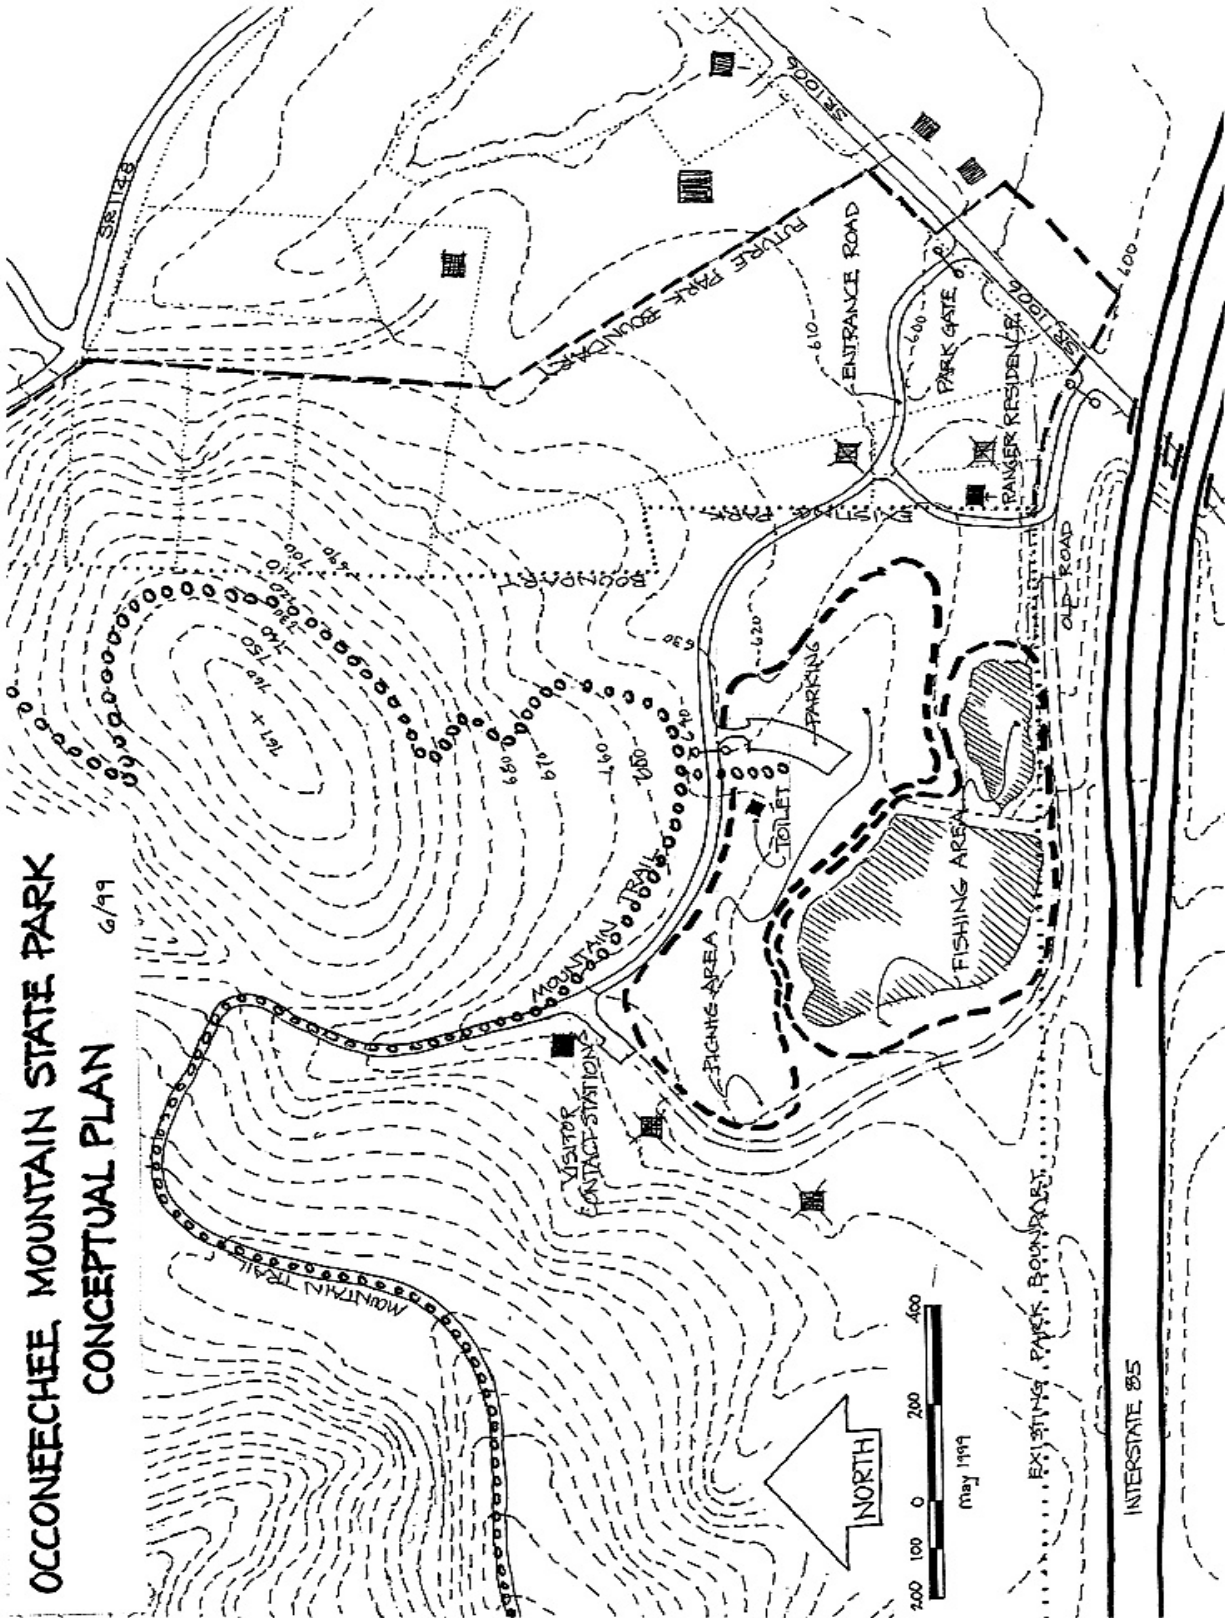 OCCONEECHEE MOUNTAIN STATE PARK
CONCEPTUAL PLAN
6/99
SR 1148
SR 1006
FUTURE PARK
BOUNDARY
610
ENTRANCE ROAD
600
PARK GATE
RANGER RESIDENCE
SR 1006
600
EXISTING PARK
BOUNDARY
OLD ROAD
690
700
710
720
730
740
750
760
767 X
680
670
660
650
640
630
620
PARKING
TOILET
MOUNTAIN TRAIL
PICNIC AREA
FISHING AREA
VISITOR
CONTACT STATION
MOUNTAIN TRAIL
NORTH
200 100 0 200 400
may 1999
EXISTING PARK BOUNDARY
INTERSTATE 85